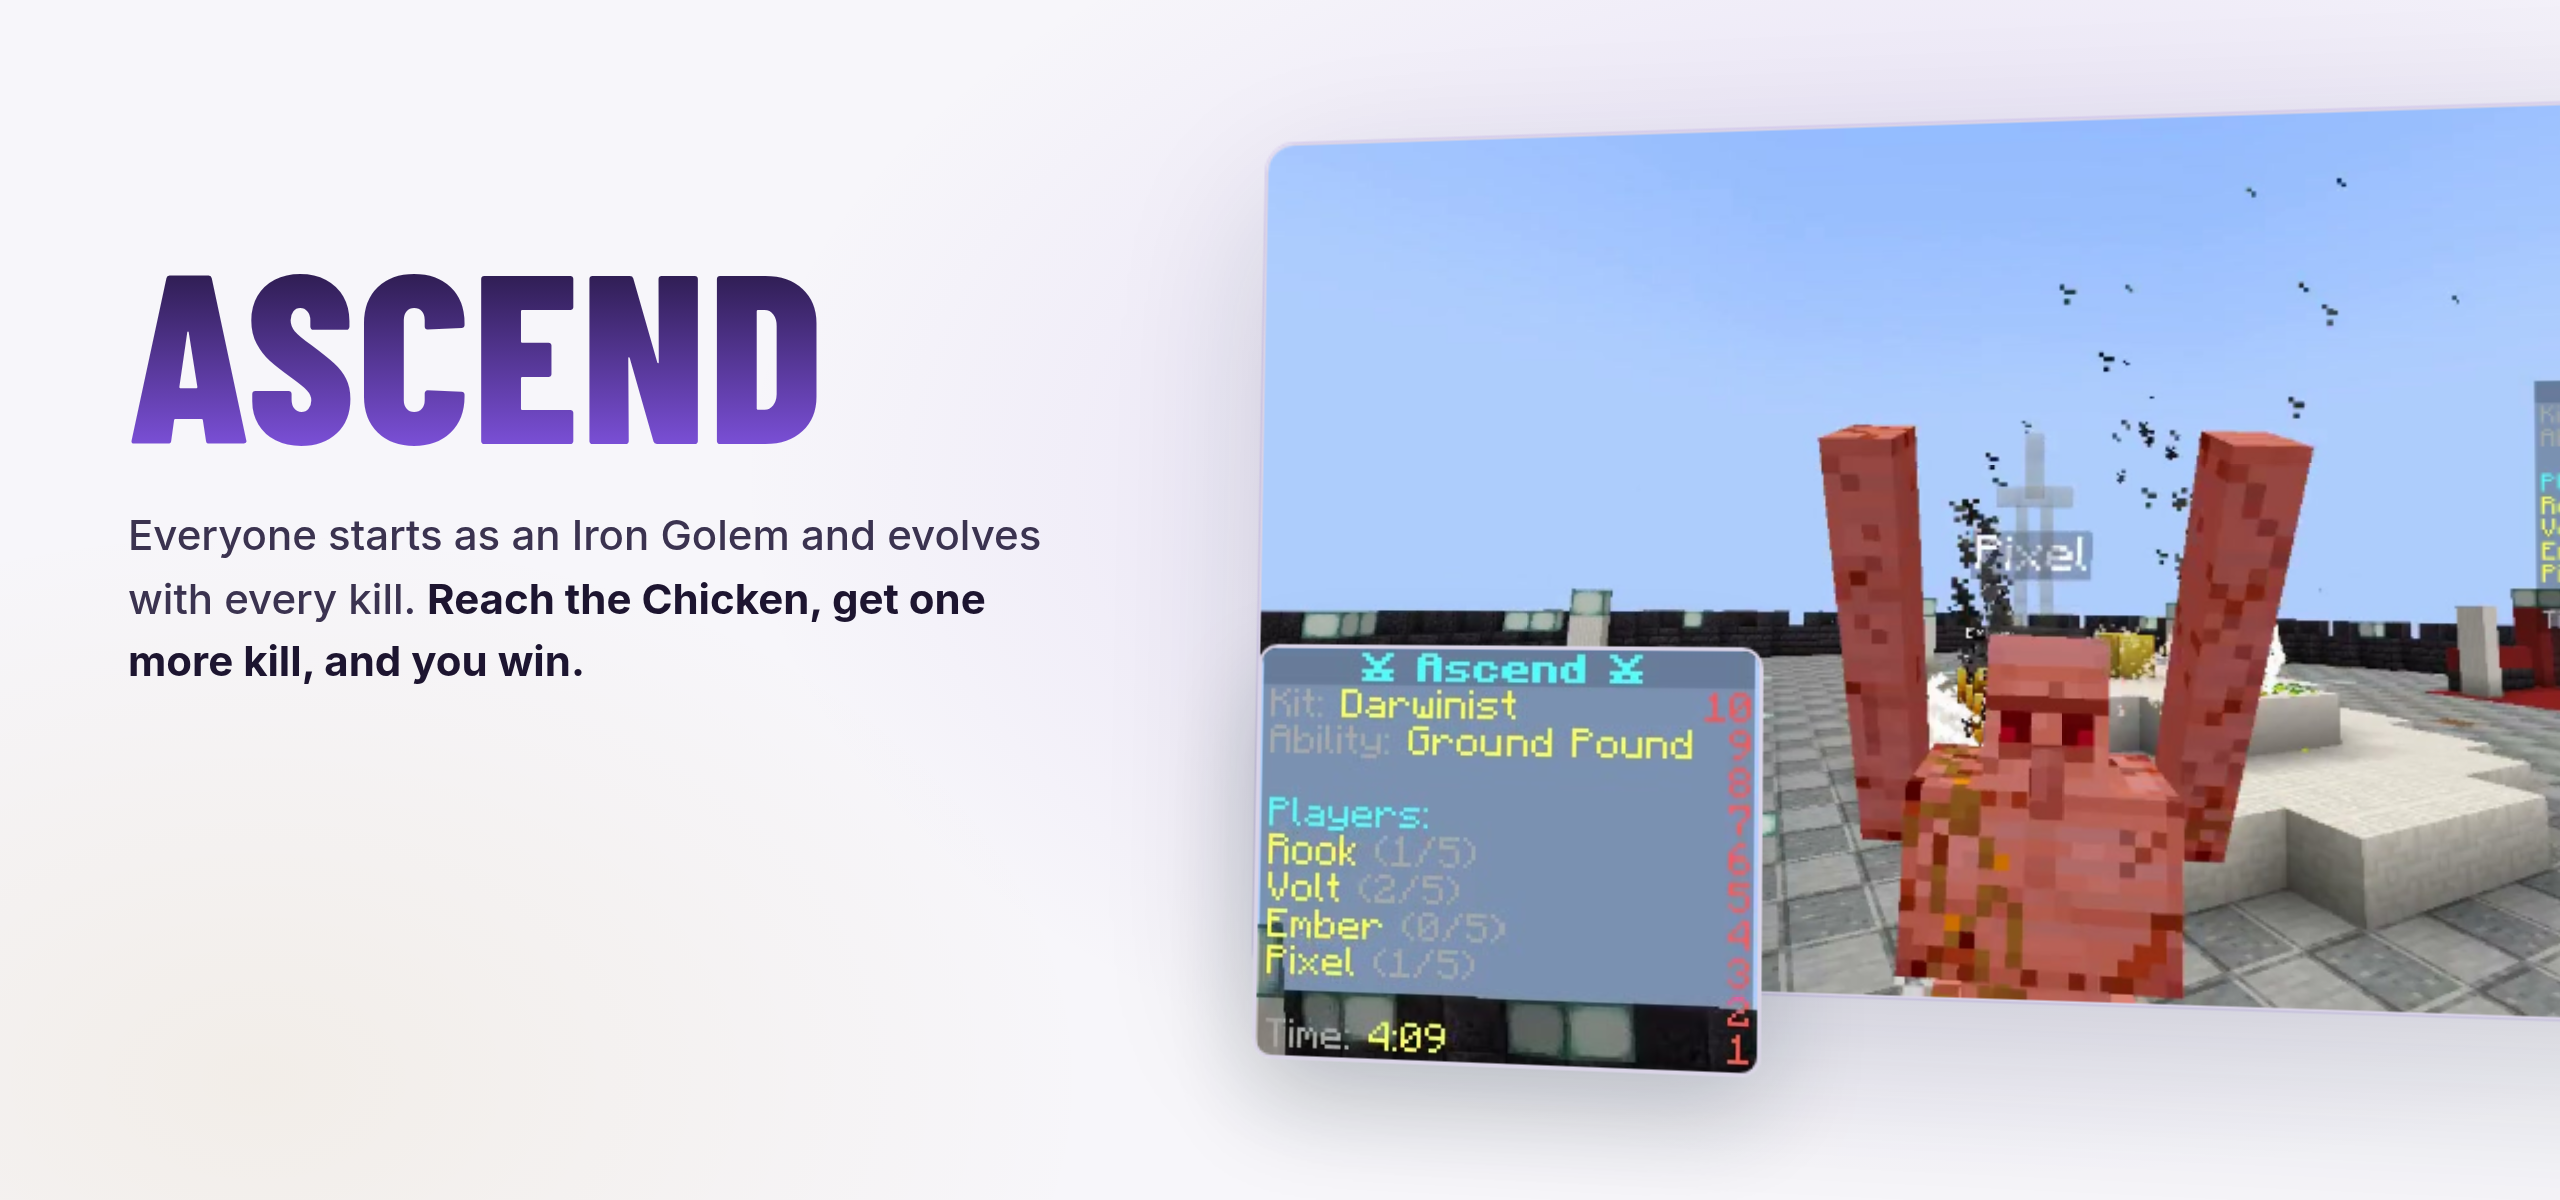 ASCEND
Everyone starts as an Iron Golem and evolves
with every kill. Reach the Chicken, get one
more kill, and you win.
Pixel
Ascend
Kit: Darwinist 10
Ability: Ground Pound 9
8
Players: 7
Rook (1/5) 6
Volt (2/5) 5
Ember (0/5) 4
Pixel (1/5) 3
2
Time: 4:09 1